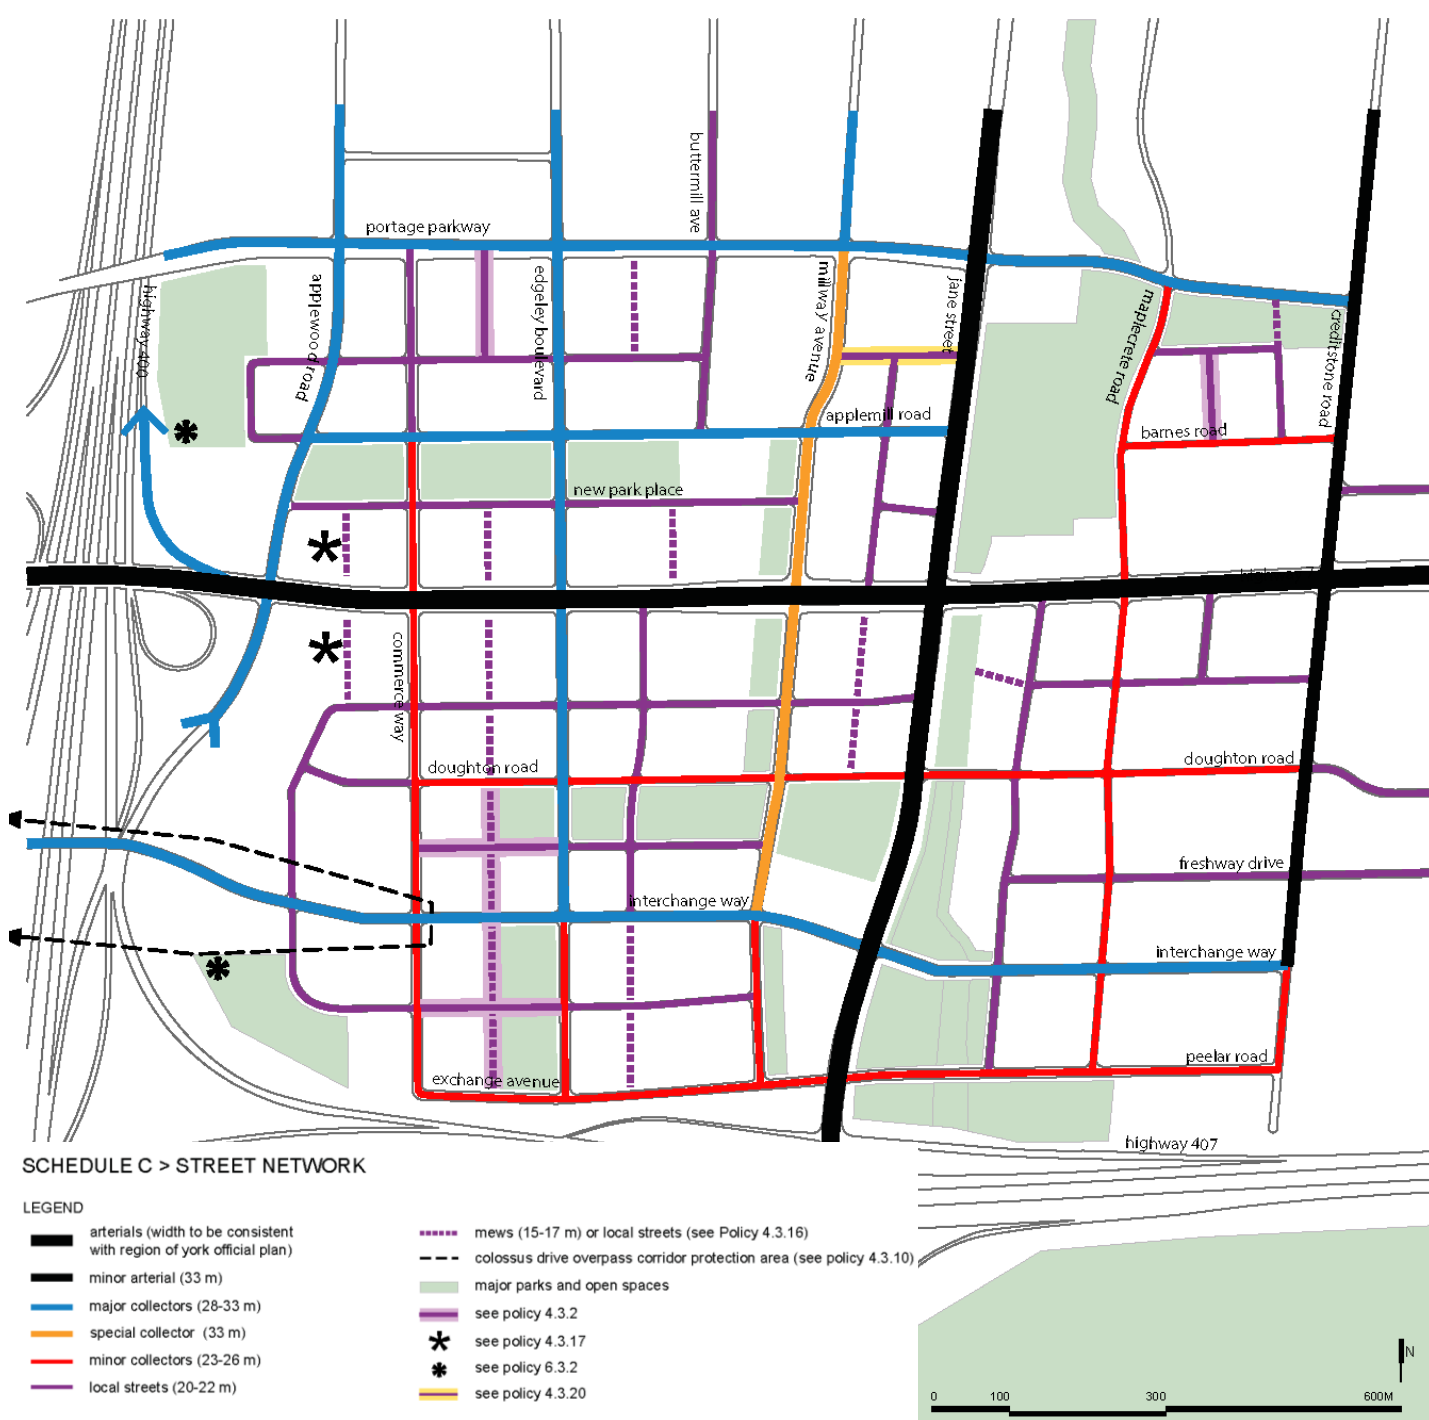 buttermill ave
portage parkway
highway 400
applewood road
edgeley boulevard
millway avenue
jane street
maplecrete road
creditstone road
applemill road
barnes road
new park place
commerce way
doughton road
doughton road
freshway drive
interchange way
interchange way
exchange avenue
peelar road
highway 407
SCHEDULE C > STREET NETWORK
LEGEND
arterials (width to be consistent
with region of york official plan)
minor arterial (33 m)
major collectors (28-33 m)
special collector (33 m)
minor collectors (23-26 m)
local streets (20-22 m)
mews (15-17 m) or local streets (see Policy 4.3.16)
colossus drive overpass corridor protection area (see policy 4.3.10)
major parks and open spaces
see policy 4.3.2
see policy 4.3.17
see policy 6.3.2
see policy 4.3.20
N
0 100 300 600M